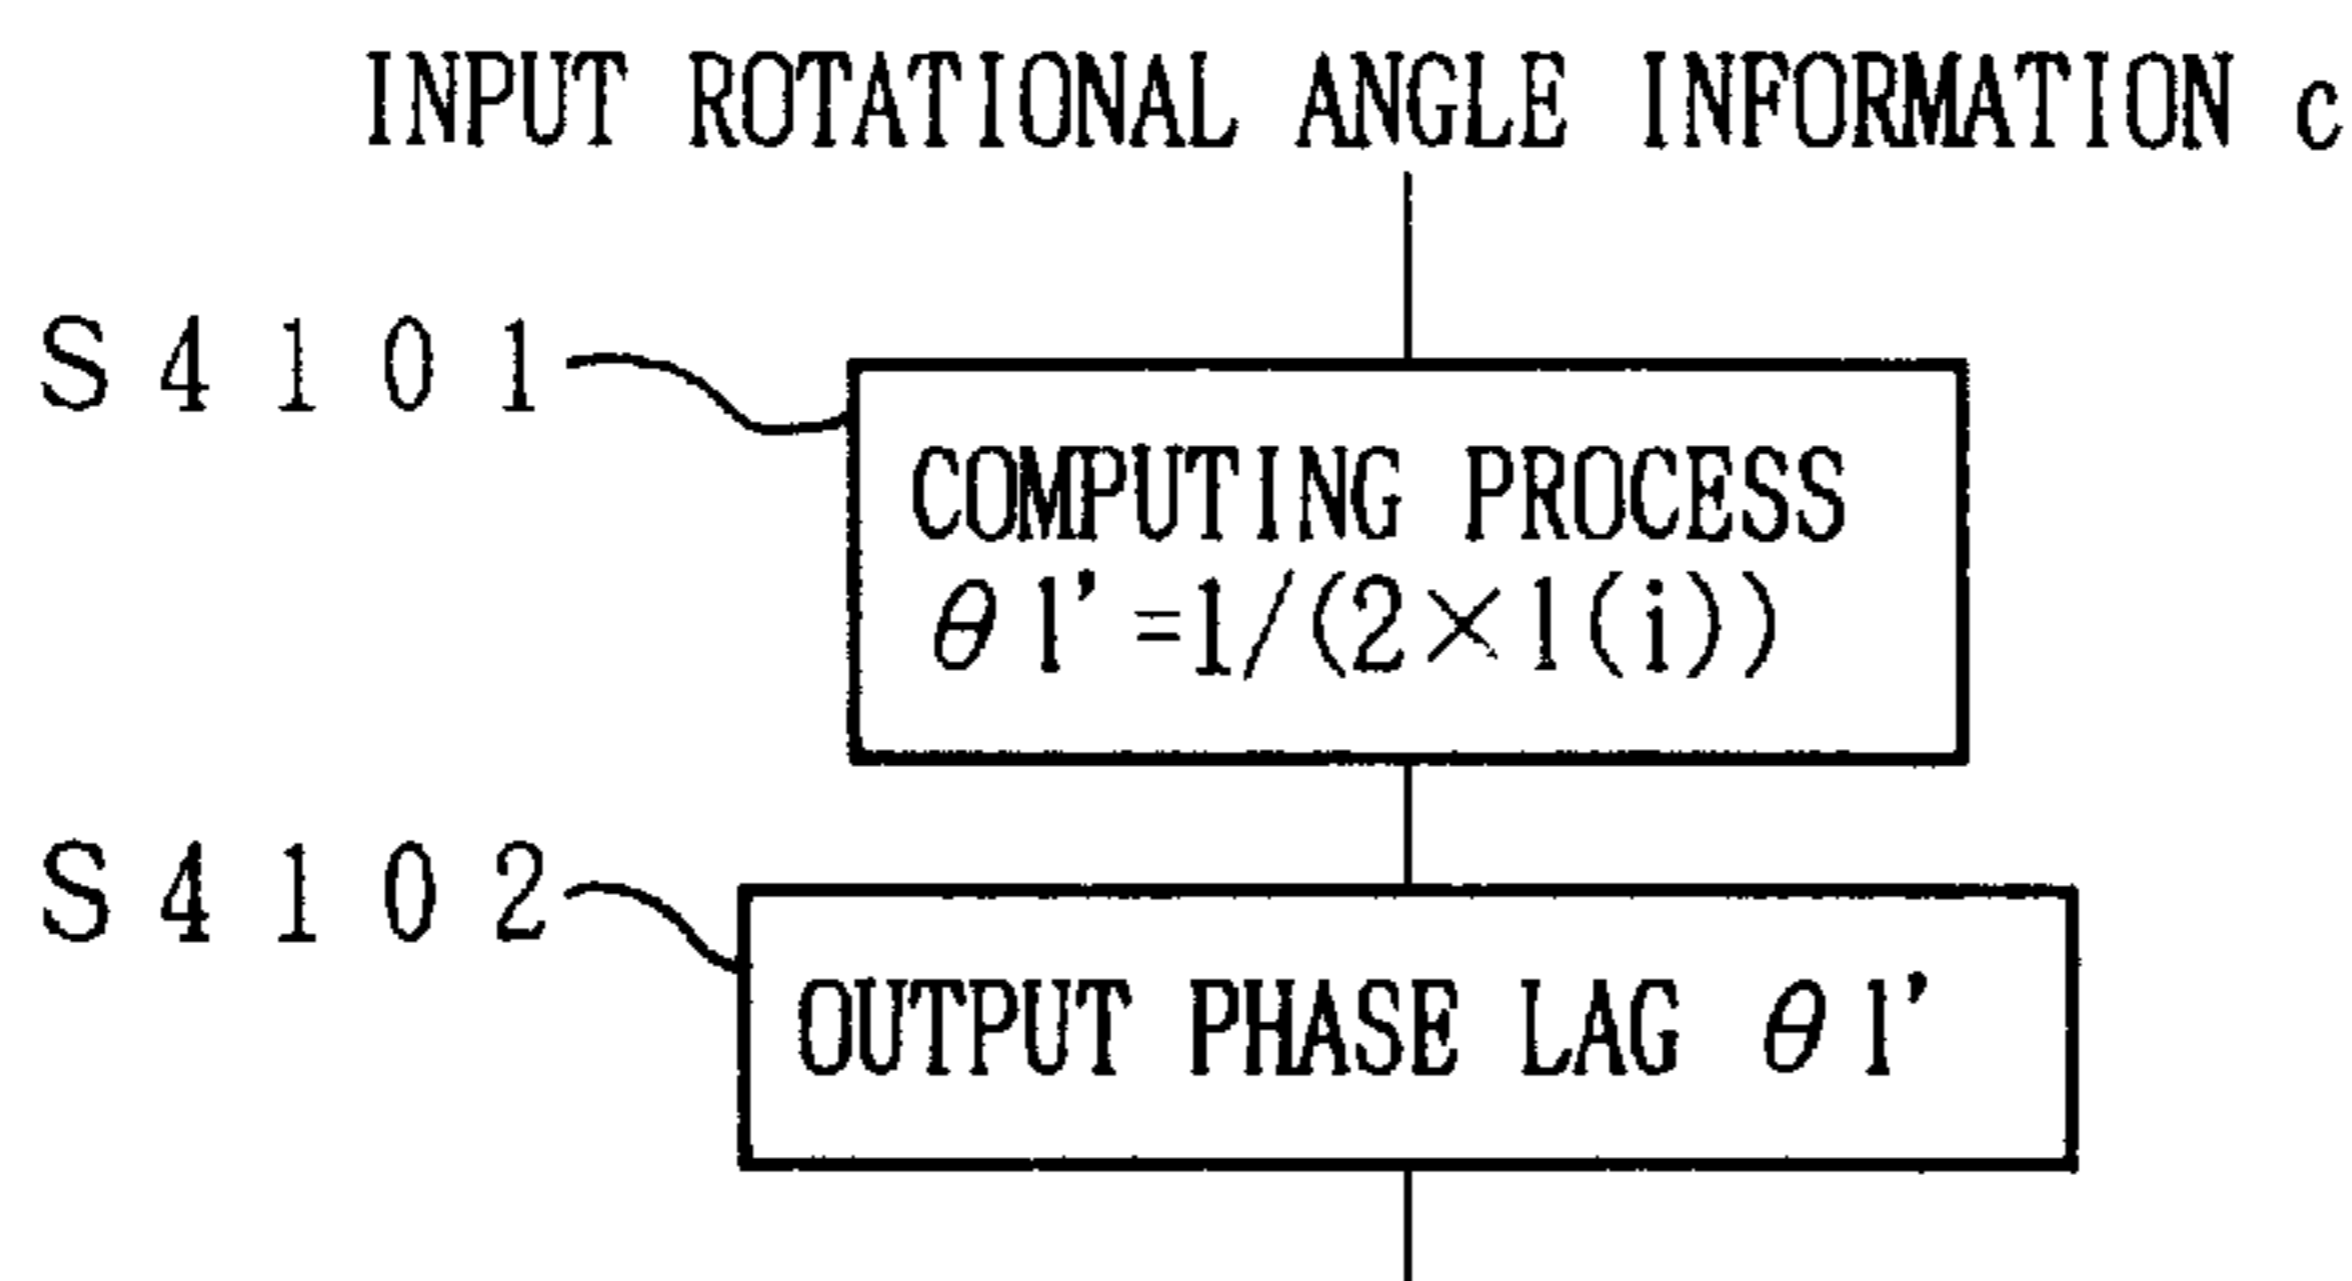 INPUT ROTATIONAL ANGLE INFORMATION c
S4101
COMPUTING PROCESS
θ1'=1/(2×1(i))
S4102
OUTPUT PHASE LAG θ1'